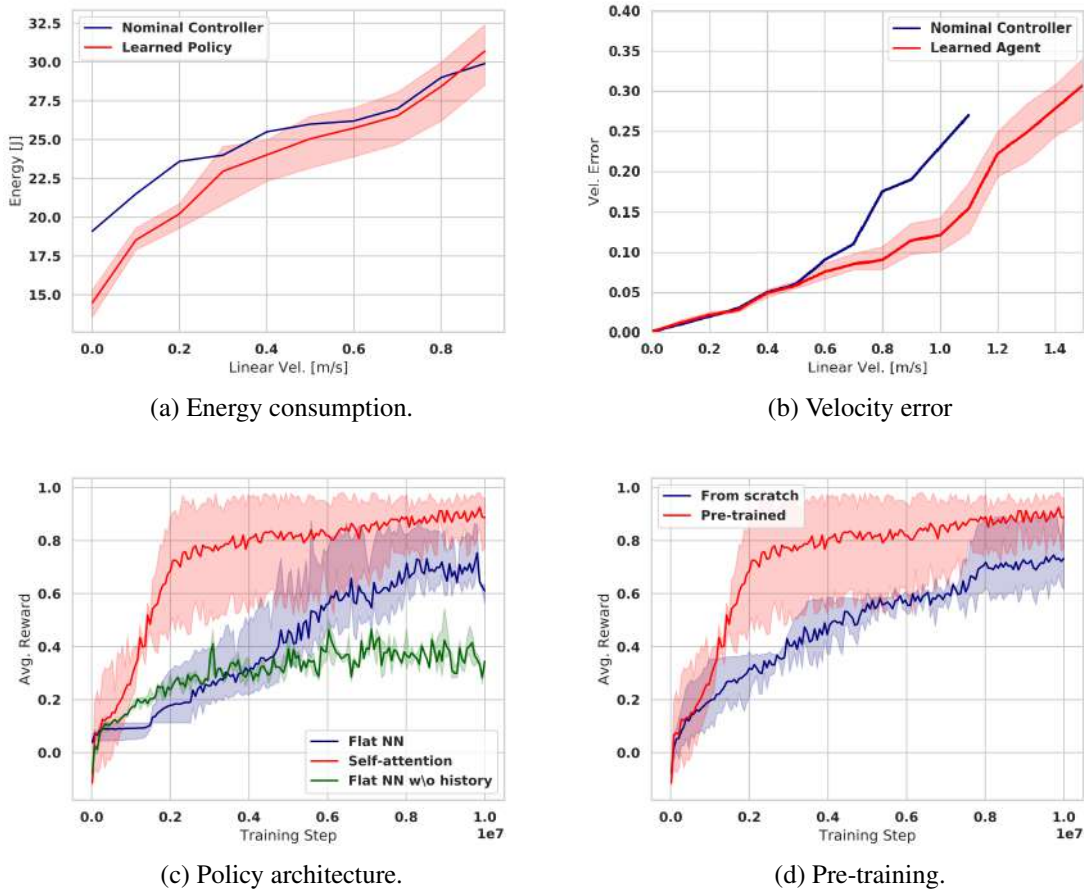 32.5
30.0
27.5
25.0
22.5
20.0
17.5
15.0
Energy [J]
Nominal Controller
Learned Policy
0.0 0.2 0.4 0.6 0.8
Linear Vel. [m/s]
(a) Energy consumption.
0.40
0.35
0.30
0.25
0.20
0.15
0.10
0.05
0.00
Vel. Error
Nominal Controller
Learned Agent
0.0 0.2 0.4 0.6 0.8 1.0 1.2 1.4
Linear Vel. [m/s]
(b) Velocity error
1.0
0.8
0.6
0.4
0.2
0.0
Avg. Reward
Flat NN
Self-attention
Flat NN w\o history
0.0 0.2 0.4 0.6 0.8 1.0
1e7
Training Step
(c) Policy architecture.
1.0
0.8
0.6
0.4
0.2
0.0
Avg. Reward
From scratch
Pre-trained
0.0 0.2 0.4 0.6 0.8 1.0
1e7
Training Step
(d) Pre-training.